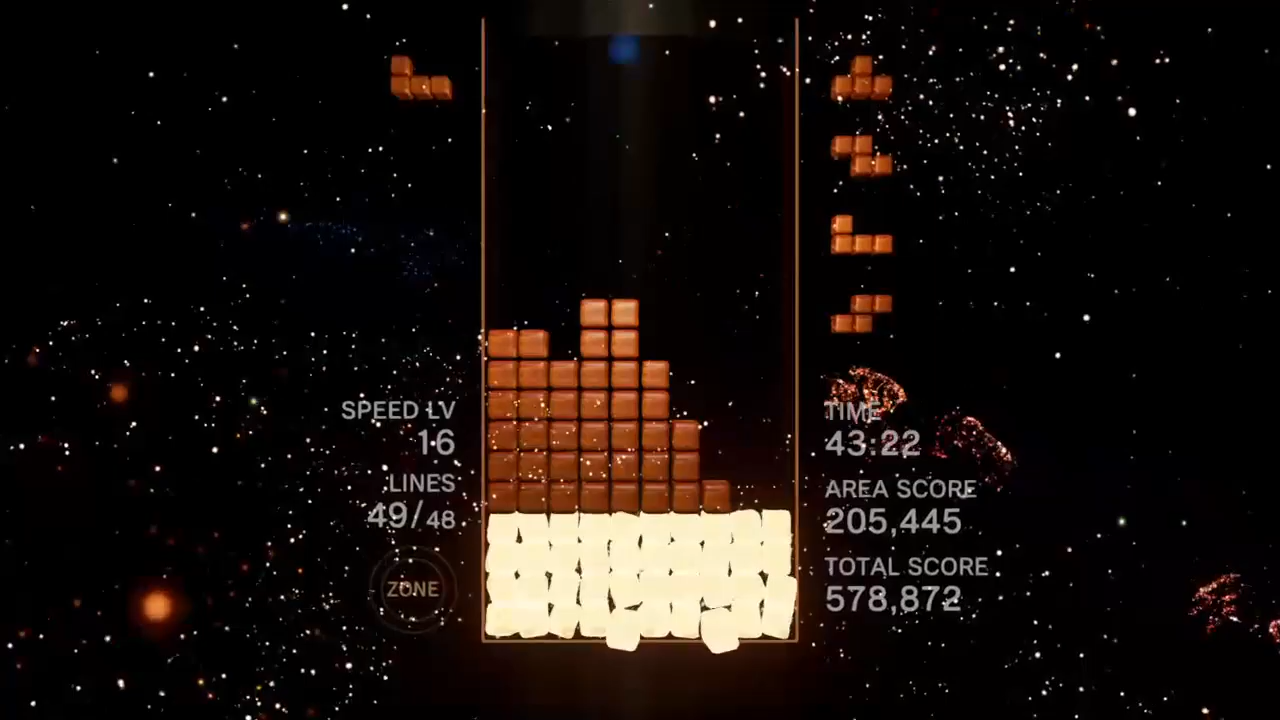 SPEED LV
16
LINES
49/48
ZONE
TIME
43:22
AREA SCORE
205,445
TOTAL SCORE
578,872